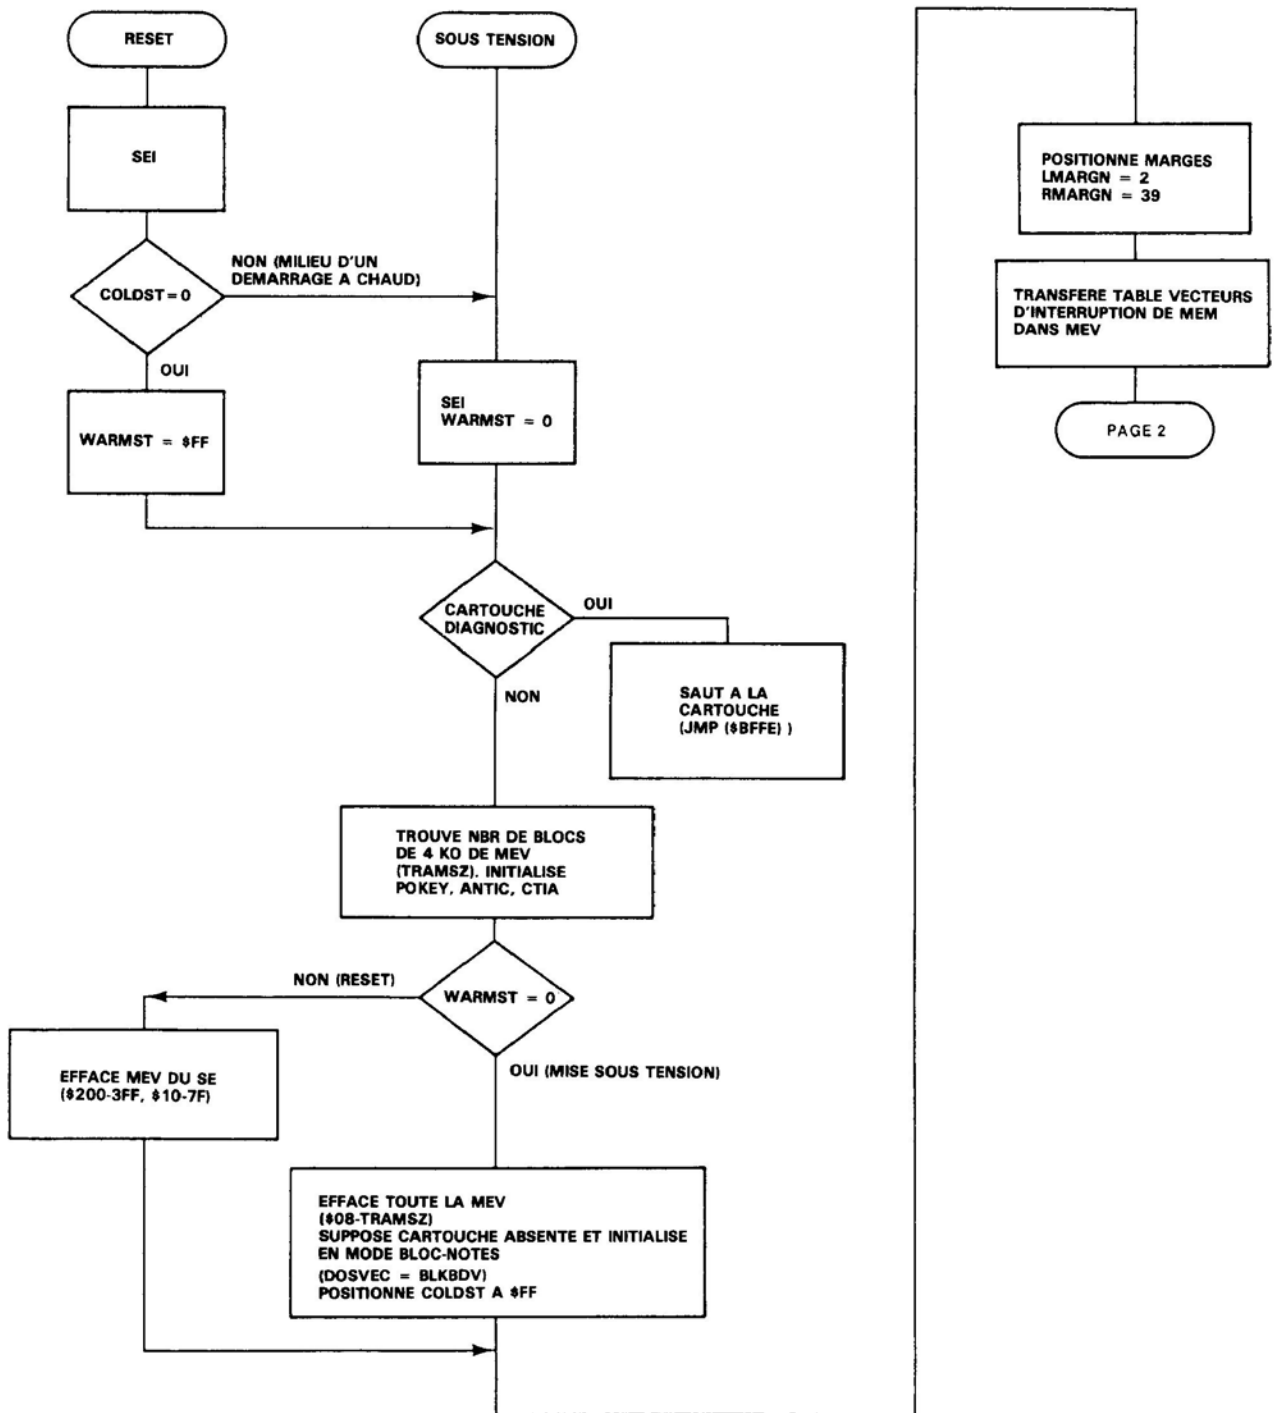 RESET
SOUS TENSION
SEI
COLDST = 0
NON (MILIEU D'UN
DEMARRAGE A CHAUD)
OUI
WARMST = $FF
SEI
WARMST = 0
CARTOUCHE
DIAGNOSTIC
OUI
NON
SAUT A LA
CARTOUCHE
(JMP ($BFFE) )
TROUVE NBR DE BLOCS
DE 4 KO DE MEV
(TRAMSZ). INITIALISE
POKEY, ANTIC, CTIA
WARMST = 0
NON (RESET)
OUI (MISE SOUS TENSION)
EFFACE MEV DU SE
($200-3FF, $10-7F)
EFFACE TOUTE LA MEV
($08-TRAMSZ)
SUPPOSE CARTOUCHE ABSENTE ET INITIALISE
EN MODE BLOC-NOTES
(DOSVEC = BLKBDV)
POSITIONNE COLDST A $FF
POSITIONNE MARGES
LMARGN = 2
RMARGN = 39
TRANSFERE TABLE VECTEURS
D'INTERRUPTION DE MEM
DANS MEV
PAGE 2